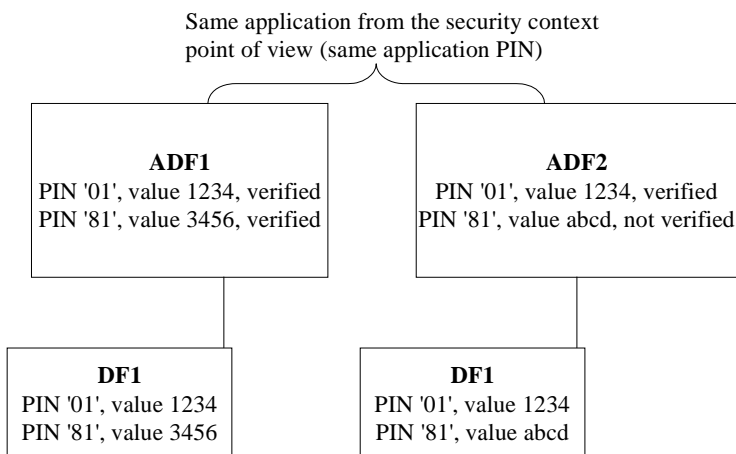 Same application from the security context
point of view (same application PIN)
ADF1
PIN '01', value 1234, verified
PIN '81', value 3456, verified
ADF2
PIN '01', value 1234, verified
PIN '81', value abcd, not verified
DF1
PIN '01', value 1234
PIN '81', value 3456
DF1
PIN '01', value 1234
PIN '81', value abcd